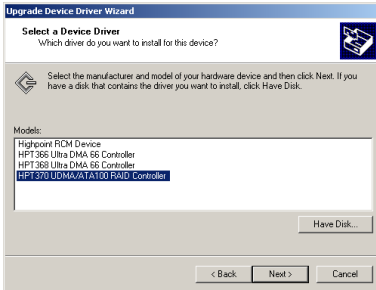 Upgrade Device Driver Wizard
Select a Device Driver
Which driver do you want to install for this device?
Select the manufacturer and model of your hardware device and then click Next. If you
have a disk that contains the driver you want to install, click Have Disk.
Models:
Highpoint RCM Device
HPT366 Ultra DMA 66 Controller
HPT368 Ultra DMA 66 Controller
HPT370 UDMA/ATA100 RAID Controller
Have Disk...
< Back
Next >
Cancel